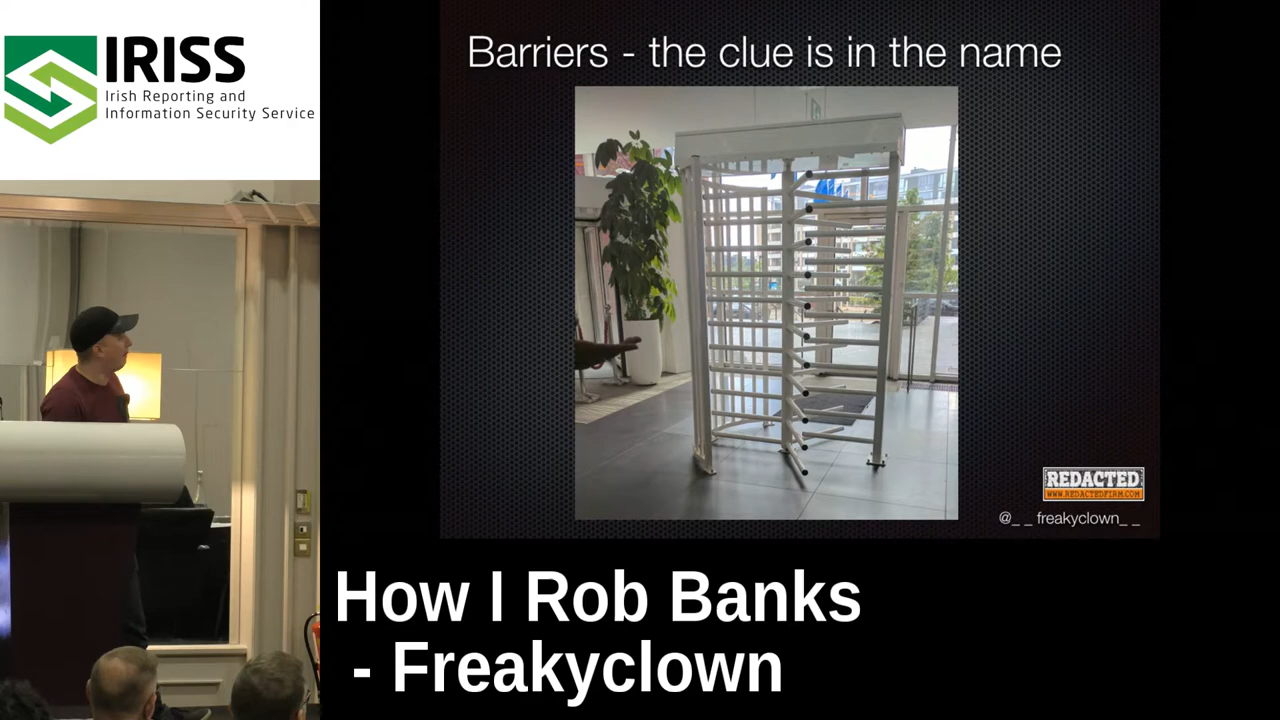 IRISS
Irish Reporting and
Information Security Service
Barriers - the clue is in the name
REDACTED
WWW.REDACTEDFIRM.COM
@_ _ freakyclown_ _
How I Rob Banks
- Freakyclown